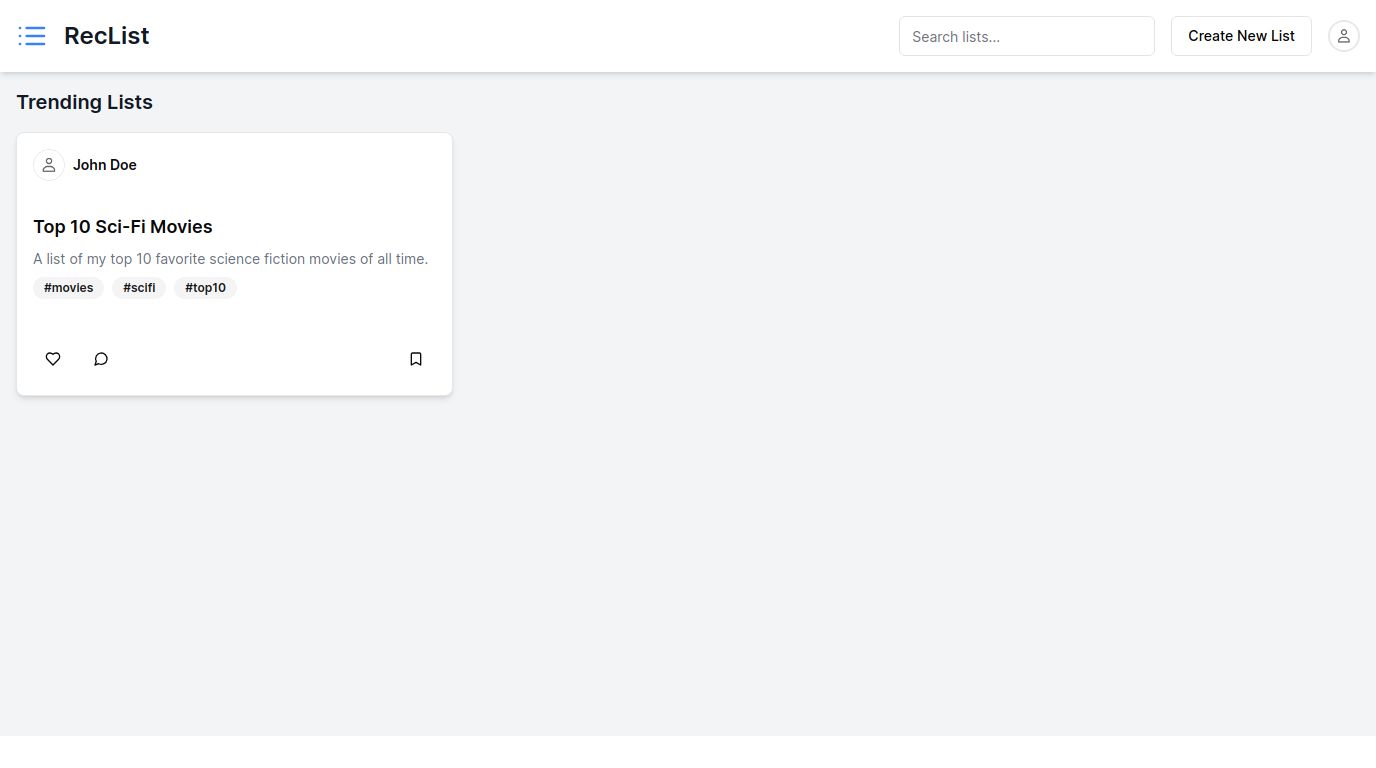 RecList
Search lists...
Create New List
Trending Lists
John Doe
Top 10 Sci-Fi Movies
A list of my top 10 favorite science fiction movies of all time.
#movies #scifi #top10